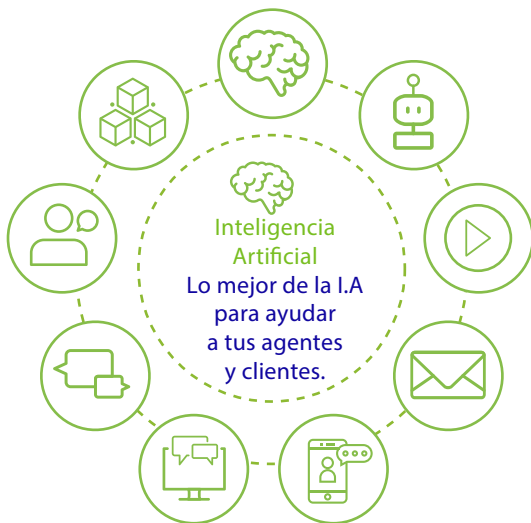 Inteligencia
Artificial
Lo mejor de la I.A
para ayudar
a tus agentes
y clientes.